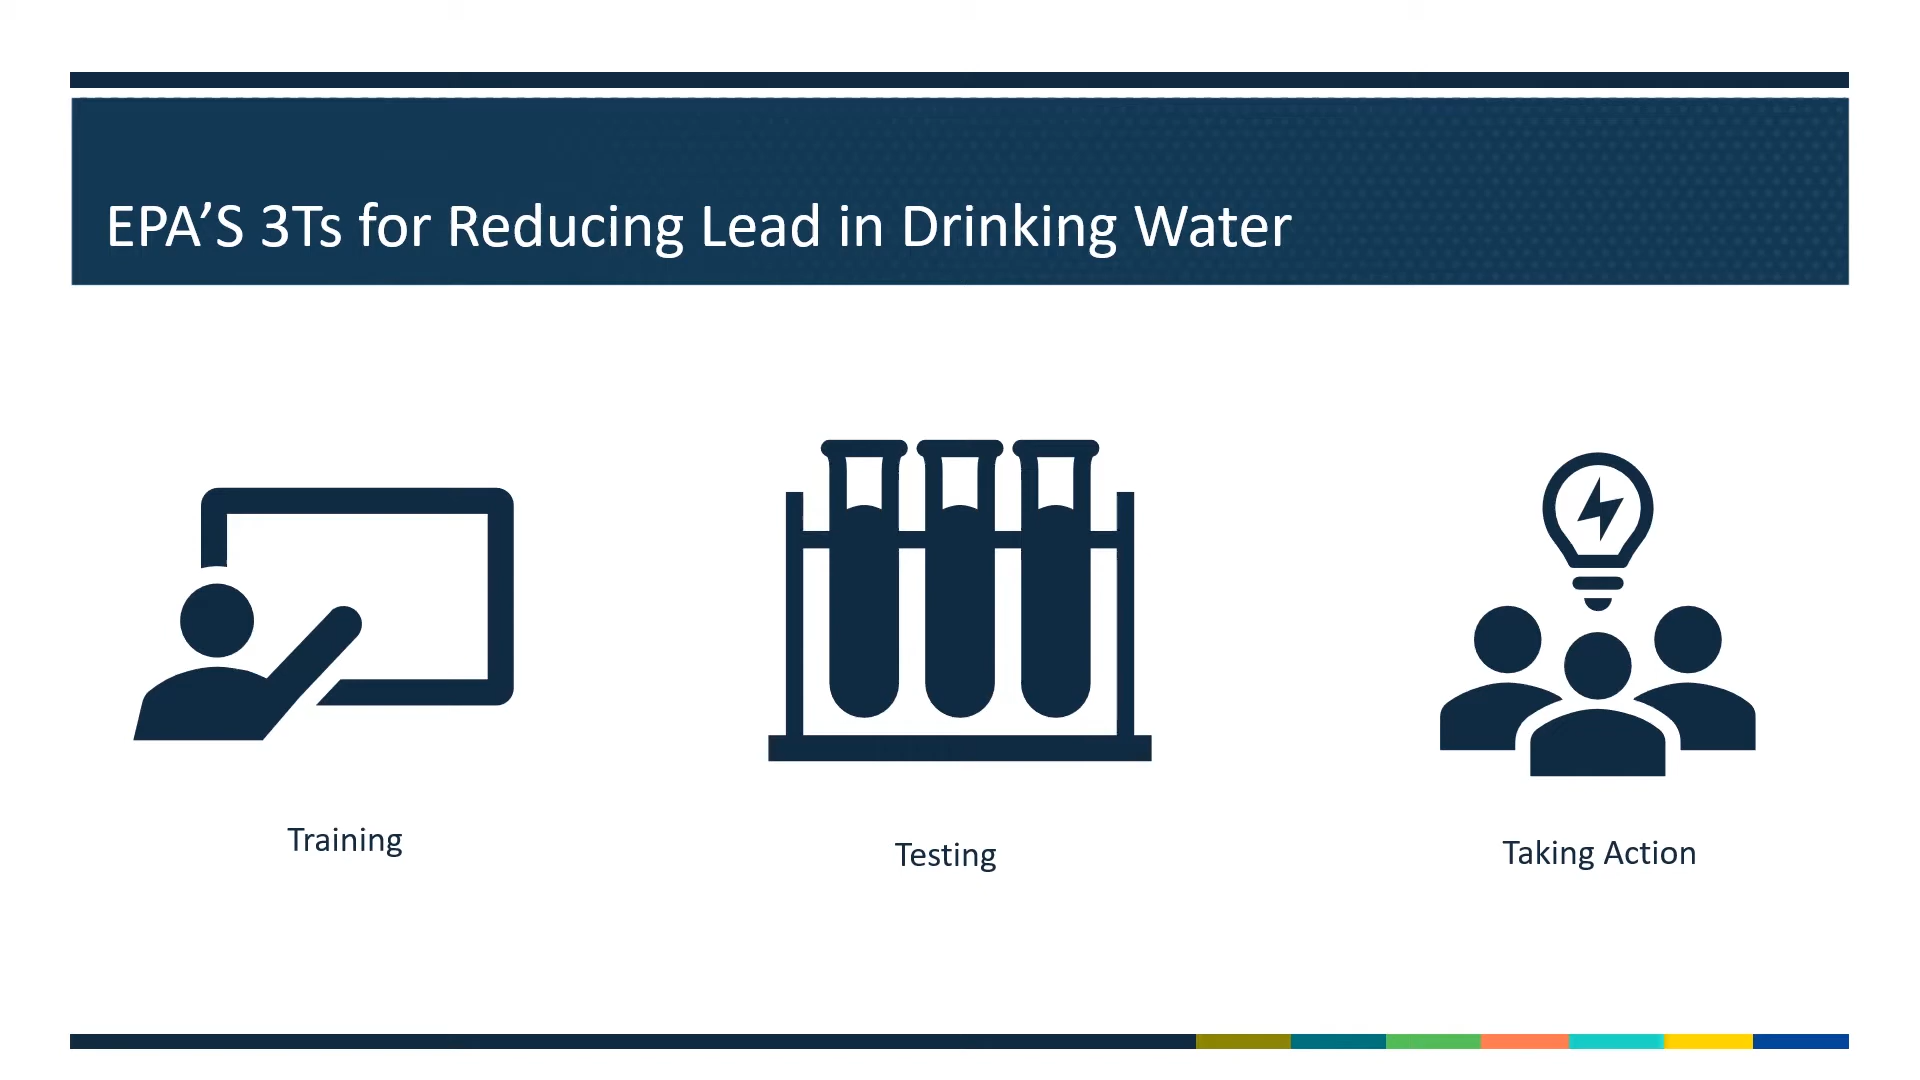 EPA’S 3Ts for Reducing Lead in Drinking Water
Training
Testing
Taking Action